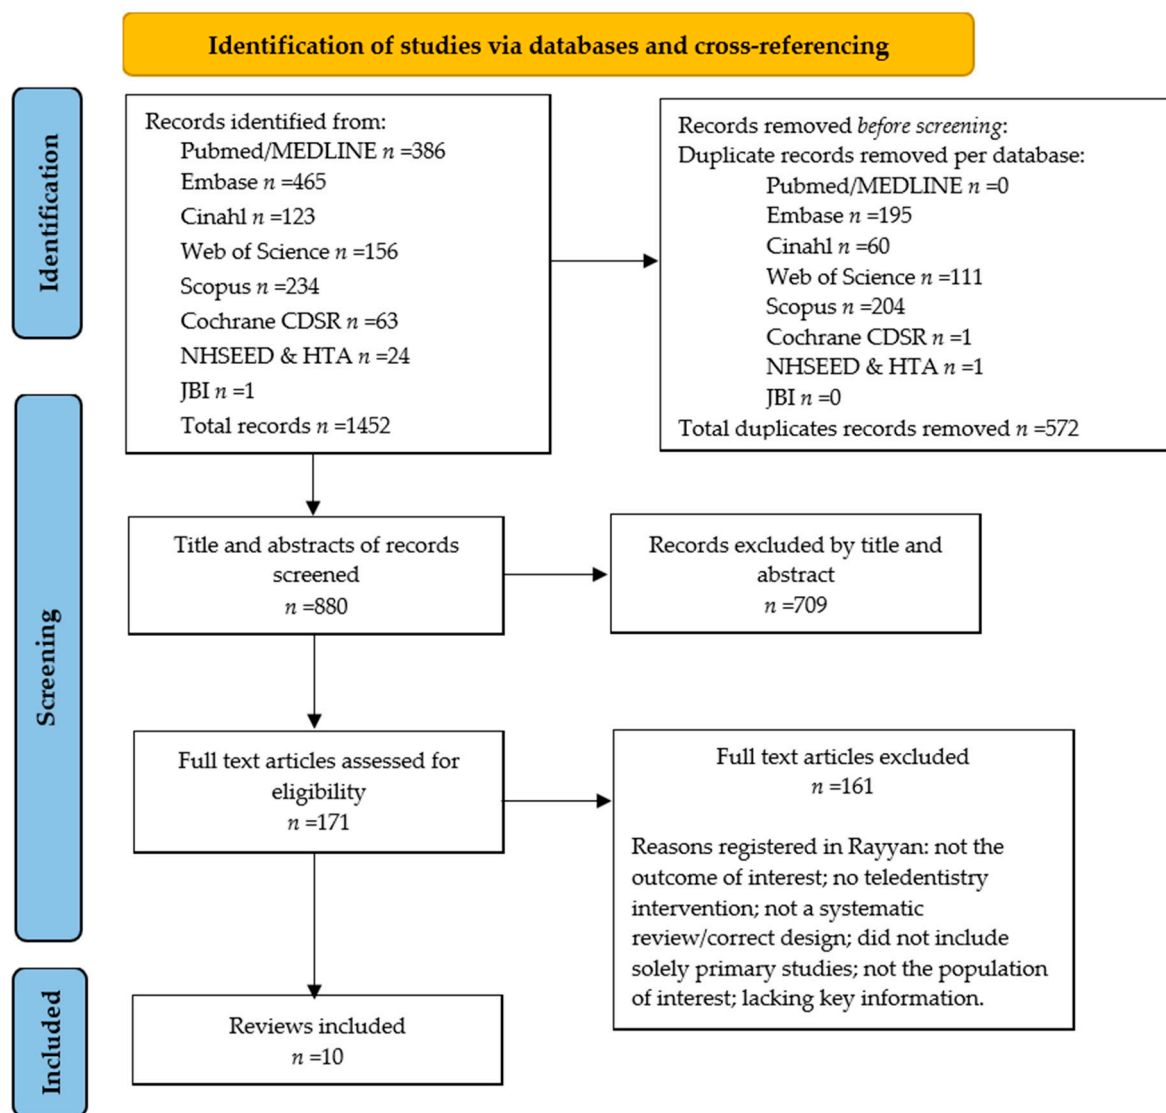 Identification of studies via databases and cross-referencing
Identification
Records identified from:
Pubmed/MEDLINE n =386
Embase n =465
Cinahl n =123
Web of Science n =156
Scopus n =234
Cochrane CDSR n =63
NHSEED & HTA n =24
JBI n =1
Total records n =1452
Records removed before screening:
Duplicate records removed per database:
Pubmed/MEDLINE n =0
Embase n =195
Cinahl n =60
Web of Science n =111
Scopus n =204
Cochrane CDSR n =1
NHSEED & HTA n =1
JBI n =0
Total duplicates records removed n =572
Screening
Title and abstracts of records
screened
n =880
Records excluded by title and
abstract
n =709
Full text articles assessed for
eligibility
n =171
Full text articles excluded
n =161
Reasons registered in Rayyan: not the
outcome of interest; no teledentistry
intervention; not a systematic
review/correct design; did not include
solely primary studies; not the population
of interest; lacking key information.
Included
Reviews included
n =10